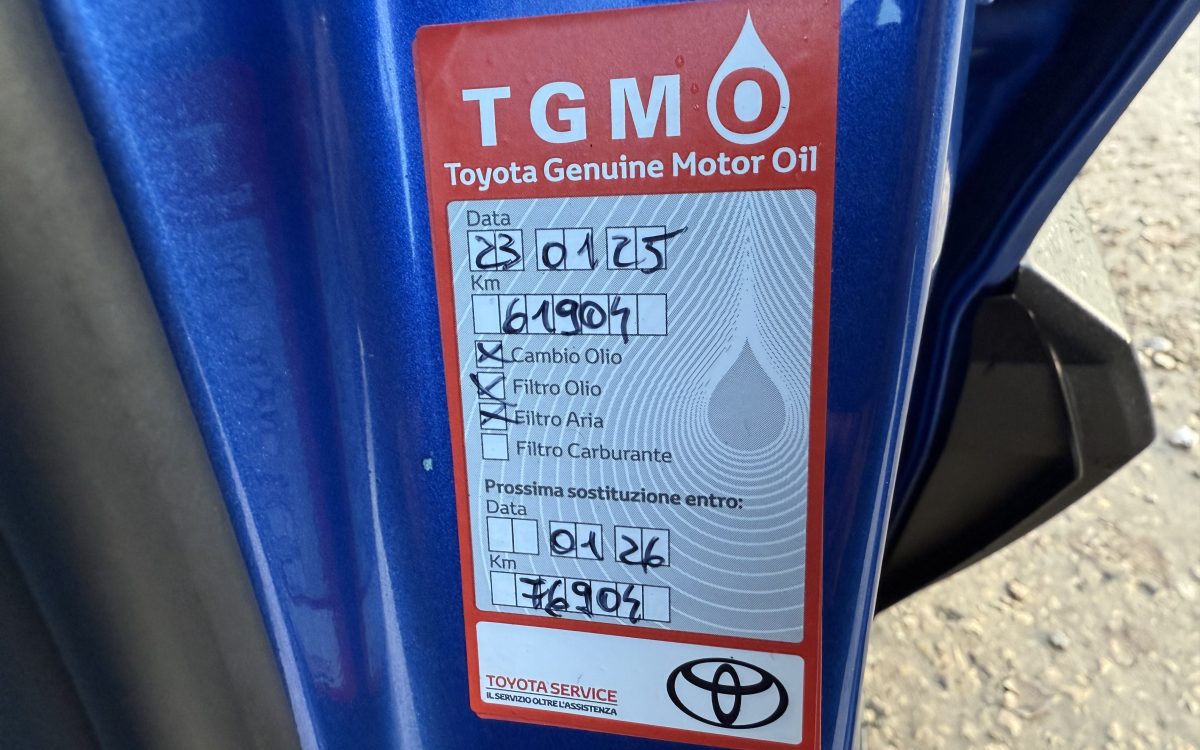 TGMO
Toyota Genuine Motor Oil
Data
23 01 25
Km
61904
Cambio Olio
Filtro Olio
Filtro Aria
Filtro Carburante
Prossima sostituzione entro:
Data
01 26
Km
76904
TOYOTA SERVICE
IL SERVIZIO OLTRE L'ASSISTENZA